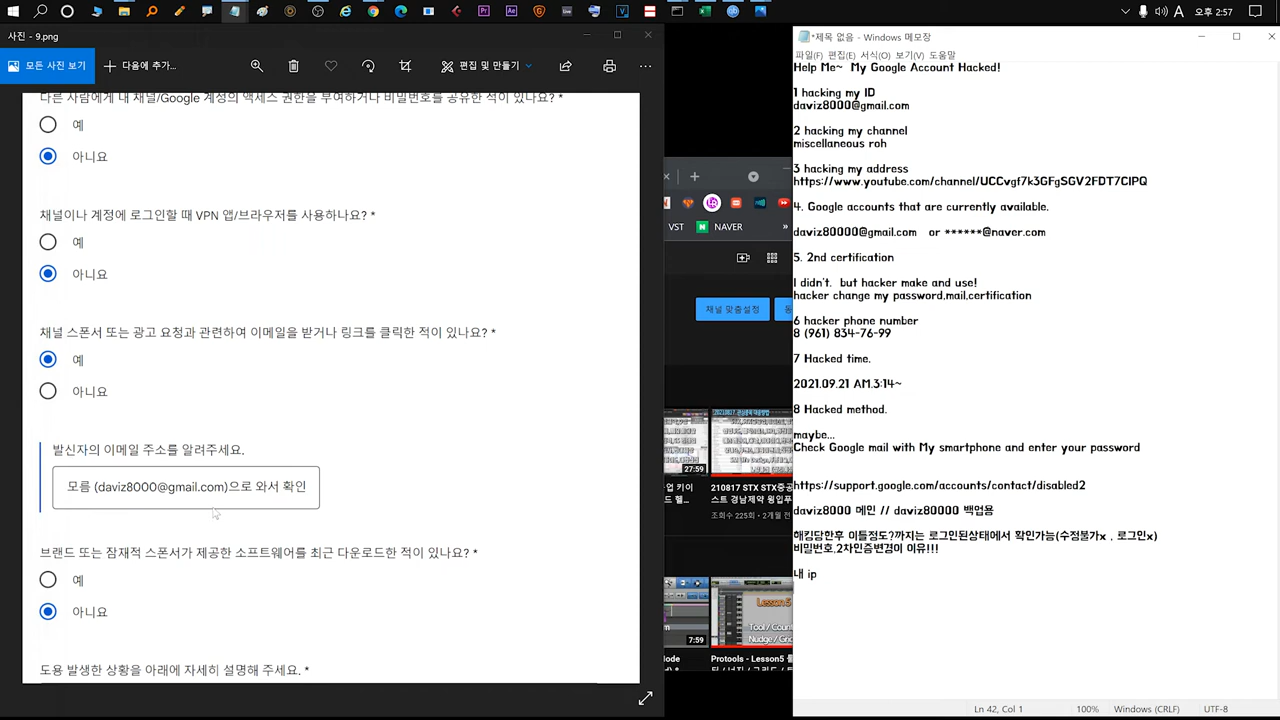 오후 2:57
사진 - 9.png
모든 사진 보기
다음에 추가...
편집 및 만들기
다른 사람에게 내 채널/Google 계정의 액세스 권한을 부여하거나 비밀번호를 공유한 적이 있나요? *
예
아니요
채널이나 계정에 로그인할 때 VPN 앱/브라우저를 사용하나요? *
예
아니요
채널 스폰서 또는 광고 요청과 관련하여 이메일을 받거나 링크를 클릭한 적이 있나요? *
예
아니요
발신자의 이메일 주소를 알려주세요.
모름 (daviz8000@gmail.com)으로 와서 확인
브랜드 또는 잠재적 스폰서가 제공한 소프트웨어를 최근 다운로드한 적이 있나요? *
예
아니요
도용 발생한 상황을 아래에 자세히 설명해 주세요. *
VST
NAVER
채널 맞춤설정
동
27:59
210817 STX STX중공
스트 경남제약 윙입푸
조회수 225회 • 2개월 전
7:59
Lesson5
Tool / Coun
Nudge / Gri
Protools - Lesson5 툴
*제목 없음 - Windows 메모장
파일(F) 편집(E) 서식(O) 보기(V) 도움말
Help Me~  My Google Account Hacked!
1 hacking my ID
daviz8000@gmail.com
2 hacking my channel
miscellaneous roh
3 hacking my address
https://www.youtube.com/channel/UCCvgf7k3GFgSGV2FDT7CIPQ
4. Google accounts that are currently available.
daviz80000@gmail.com   or ******@naver.com
5. 2nd certification
I didn't.  but hacker make and use!
hacker change my password,mail,certification
6 hacker phone number
8 (961) 834-76-99
7 Hacked time.
2021.09.21 AM.3:14~
8 Hacked method.
maybe...
Check Google mail with My smartphone and enter your password
https://support.google.com/accounts/contact/disabled2
daviz8000 메인 // daviz80000 백업용
해킹당한후 이틀정도?까지는 로그인된상태에서 확인가능(수정불가x , 로그인x)
비밀번호,2차인증변경이 이유!!!
내 ip
Ln 42, Col 1
100%
Windows (CRLF)
UTF-8